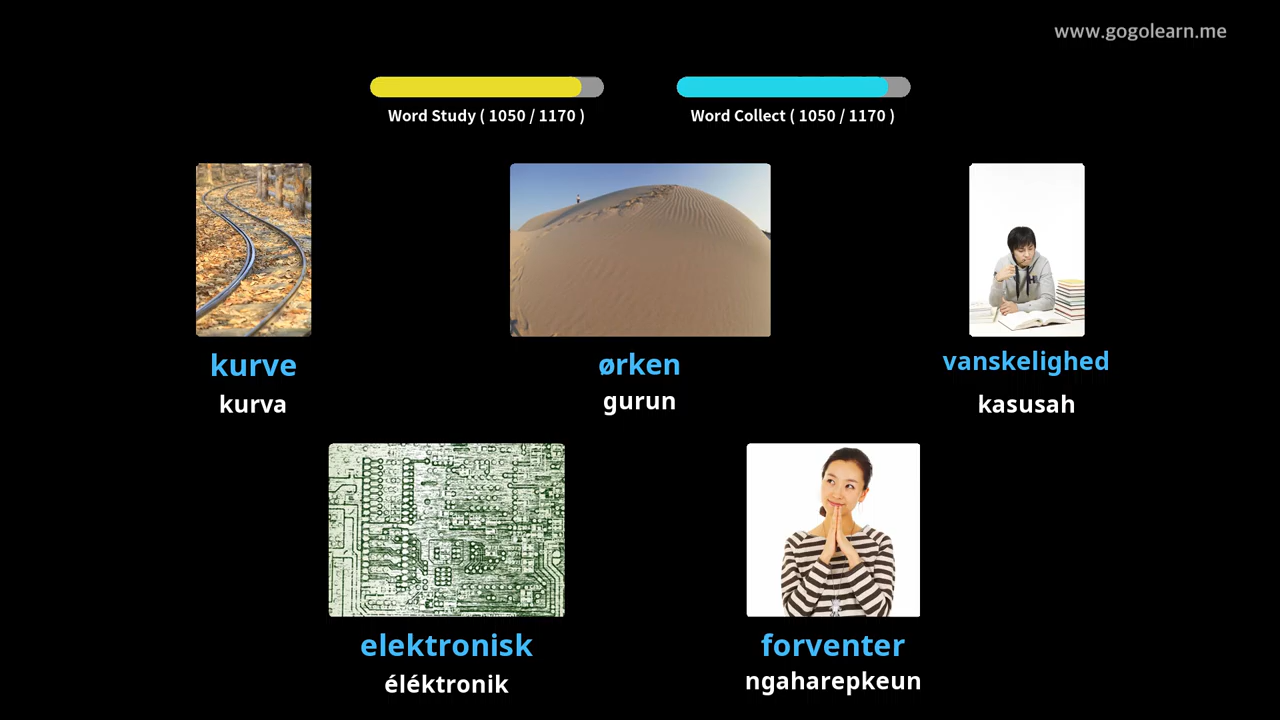 www.gogolearn.me
Word Study ( 1050 / 1170 )
Word Collect ( 1050 / 1170 )
kurve
kurva
ørken
gurun
vanskelighed
kasusah
elektronisk
éléktronik
forventer
ngaharepkeun